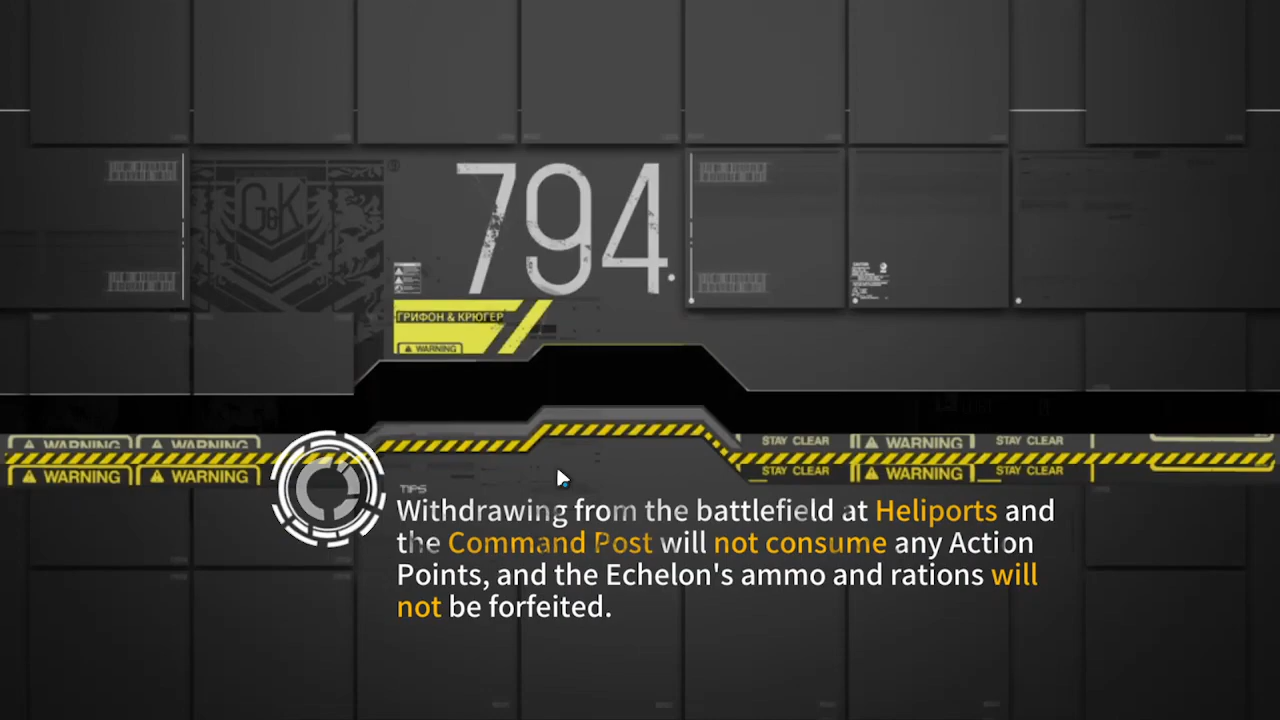 G&K
794.
ГРИФОН & КРЮГЕР
WARNING
WARNING WARNING STAY CLEAR WARNING STAY CLEAR
WARNING WARNING STAY CLEAR WARNING STAY CLEAR
TIPS
Withdrawing from the battlefield at Heliports and
the Command Post will not consume any Action
Points, and the Echelon's ammo and rations will
not be forfeited.